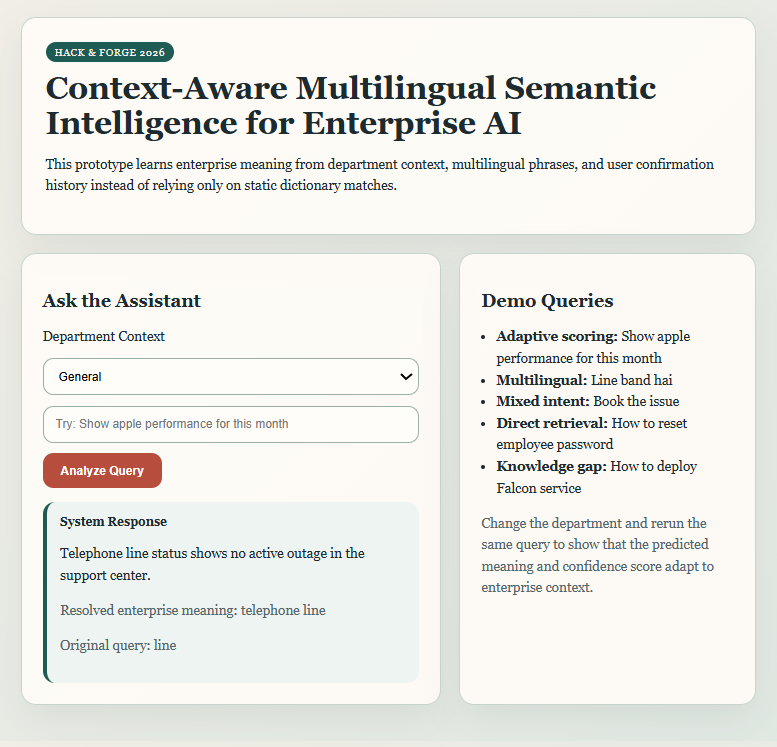 HACK & FORGE 2026
Context-Aware Multilingual Semantic
Intelligence for Enterprise AI
This prototype learns enterprise meaning from department context, multilingual phrases, and user confirmation
history instead of relying only on static dictionary matches.
Ask the Assistant
Department Context
General
Try: Show apple performance for this month
Analyze Query
System Response
Telephone line status shows no active outage in the
support center.
Resolved enterprise meaning: telephone line
Original query: line
Demo Queries
• Adaptive scoring: Show apple
performance for this month
• Multilingual: Line band hai
• Mixed intent: Book the issue
• Direct retrieval: How to reset
employee password
• Knowledge gap: How to deploy
Falcon service
Change the department and rerun the
same query to show that the predicted
meaning and confidence score adapt to
enterprise context.